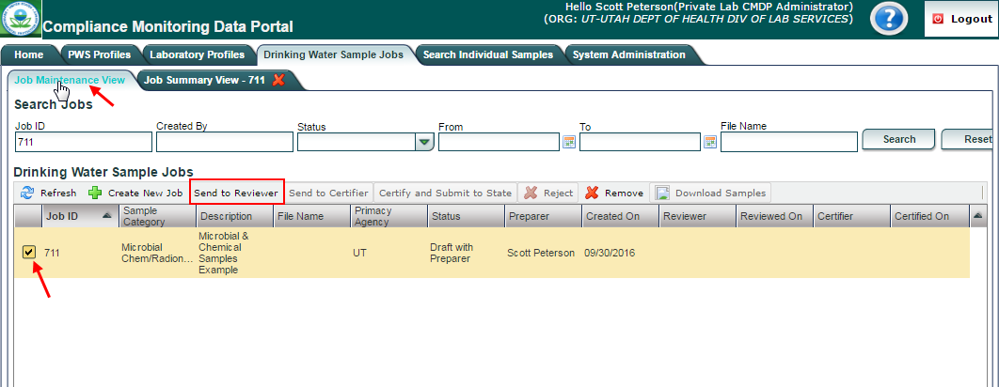 Hello Scott Peterson(Private Lab CMDP Administrator)
(ORG: UT-UTAH DEPT OF HEALTH DIV OF LAB SERVICES)
Compliance Monitoring Data Portal
?
Logout
Home
PWS Profiles
Laboratory Profiles
Drinking Water Sample Jobs
Search Individual Samples
System Administration
Job Maintenance View
Job Summary View - 711
Search Jobs
Job ID
Created By
Status
From
To
File Name
711
Search
Reset
Drinking Water Sample Jobs
Refresh
Create New Job
Send to Reviewer
Send to Certifier
Certify and Submit to State
Reject
Remove
Download Samples
Job ID
Sample
Category
Description
File Name
Primacy
Agency
Status
Preparer
Created On
Reviewer
Reviewed On
Certifier
Certified On
711
Microbial
Chem/Radion...
Microbial &
Chemical
Samples
Example
UT
Draft with
Preparer
Scott Peterson
09/30/2016